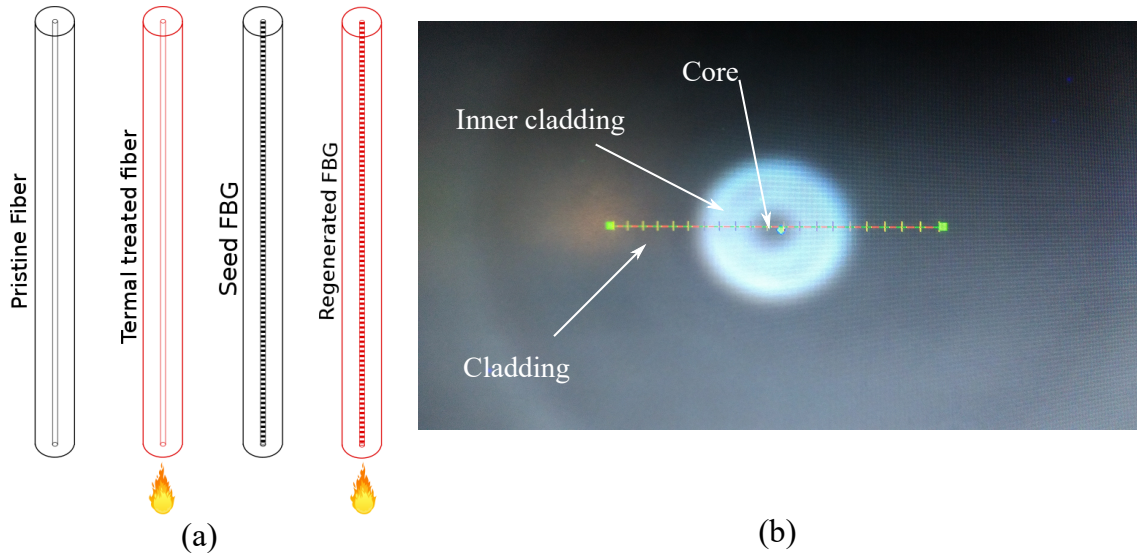 Pristine Fiber
Termal treated fiber
Seed FBG
Regenerated FBG
(a)
Core
Inner cladding
Cladding
(b)